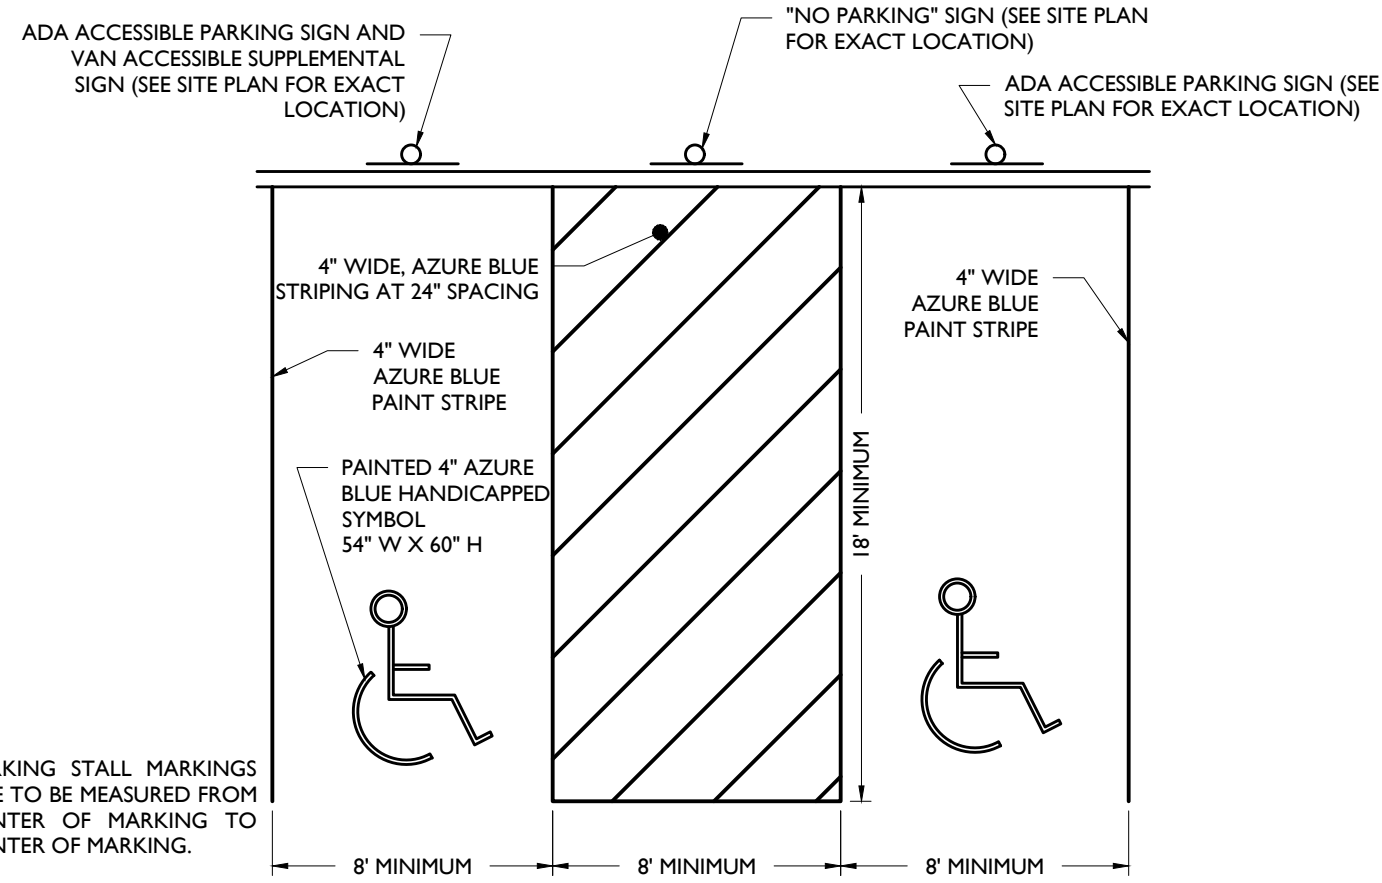 ADA ACCESSIBLE PARKING SIGN AND
VAN ACCESSIBLE SUPPLEMENTAL
SIGN (SEE SITE PLAN FOR EXACT
LOCATION)
"NO PARKING" SIGN (SEE SITE PLAN
FOR EXACT LOCATION)
ADA ACCESSIBLE PARKING SIGN (SEE
SITE PLAN FOR EXACT LOCATION)
4" WIDE, AZURE BLUE
STRIPING AT 24" SPACING
4" WIDE
AZURE BLUE
PAINT STRIPE
4" WIDE
AZURE BLUE
PAINT STRIPE
PAINTED 4" AZURE
BLUE HANDICAPPED
SYMBOL
54" W X 60" H
18' MINIMUM
STALL MARKINGS
TO BE MEASURED FROM
OF MARKING TO
OF MARKING.
8' MINIMUM
8' MINIMUM
8' MINIMUM